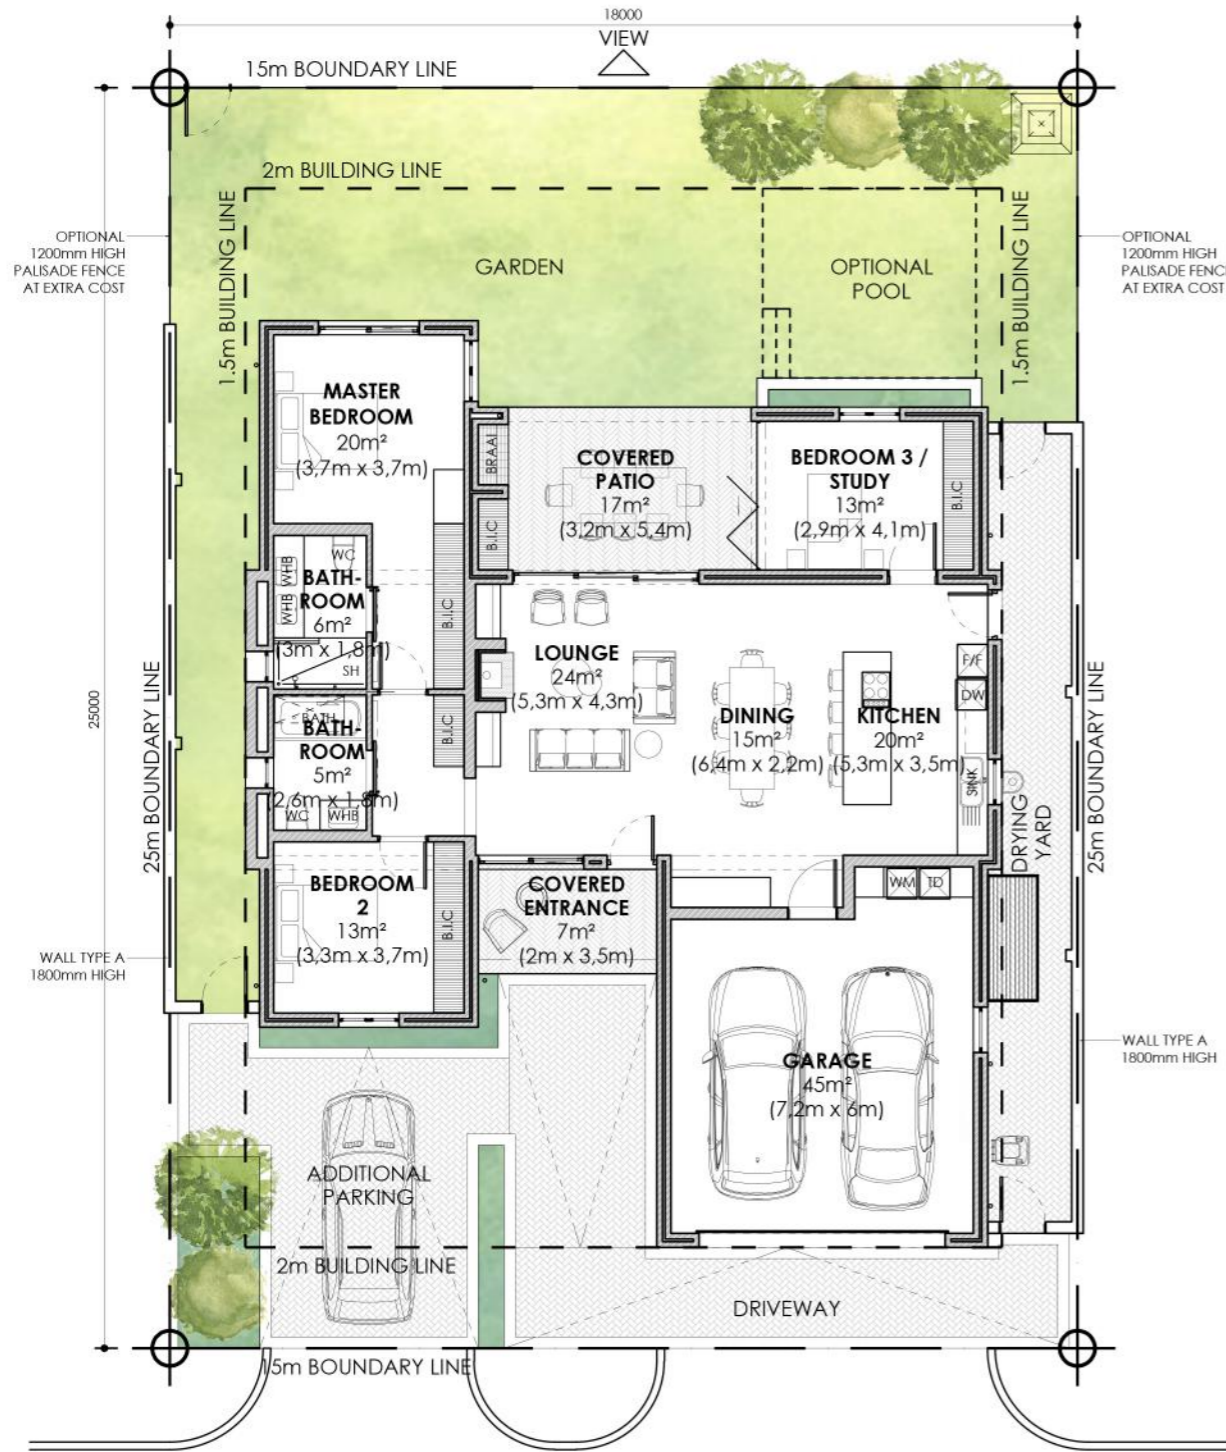 18000
VIEW
15m BOUNDARY LINE
2m BUILDING LINE
1.5m BUILDING LINE
1.5m BUILDING LINE
OPTIONAL
1200mm HIGH
PALISADE FENCE
AT EXTRA COST
GARDEN
OPTIONAL
POOL
OPTIONAL
1200mm HIGH
PALISADE FENCE
AT EXTRA COST
MASTER
BEDROOM
20m²
(3,7m x 3,7m)
BRAAI
B.I.C
COVERED
PATIO
17m²
(3,2m x 5,4m)
BEDROOM 3 /
STUDY
13m²
(2,9m x 4,1m)
B.I.C
WC
WHB
WHB
BATH-
ROOM
6m²
(3m x 1,8m)
SH
B.I.C
LOUNGE
24m²
(5,3m x 4,3m)
F/F
DW
25000
25m BOUNDARY LINE
BATH
BATH-
ROOM
5m²
(2,6m x 1,8m)
WC
WHB
B.I.C
DINING
15m²
(6,4m x 2,2m)
KITCHEN
20m²
(5,3m x 3,5m)
SINK
DRYING
YARD
25m BOUNDARY LINE
BEDROOM
2
13m²
(3,3m x 3,7m)
B.I.C
COVERED
ENTRANCE
7m²
(2m x 3,5m)
WM
TD
WALL TYPE A
1800mm HIGH
WALL TYPE A
1800mm HIGH
GARAGE
45m²
(7,2m x 6m)
ADDITIONAL
PARKING
2m BUILDING LINE
DRIVEWAY
15m BOUNDARY LINE